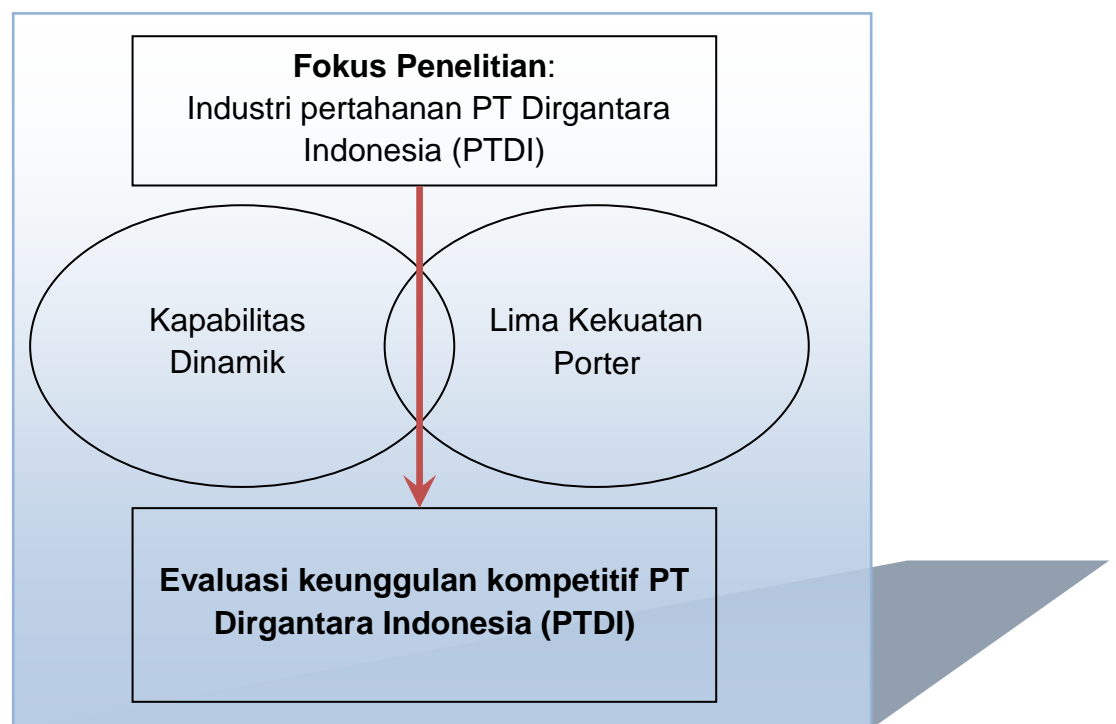 Fokus Penelitian:
Industri pertahanan PT Dirgantara
Indonesia (PTDI)
Kapabilitas
Dinamik
Lima Kekuatan
Porter
Evaluasi keunggulan kompetitif PT
Dirgantara Indonesia (PTDI)